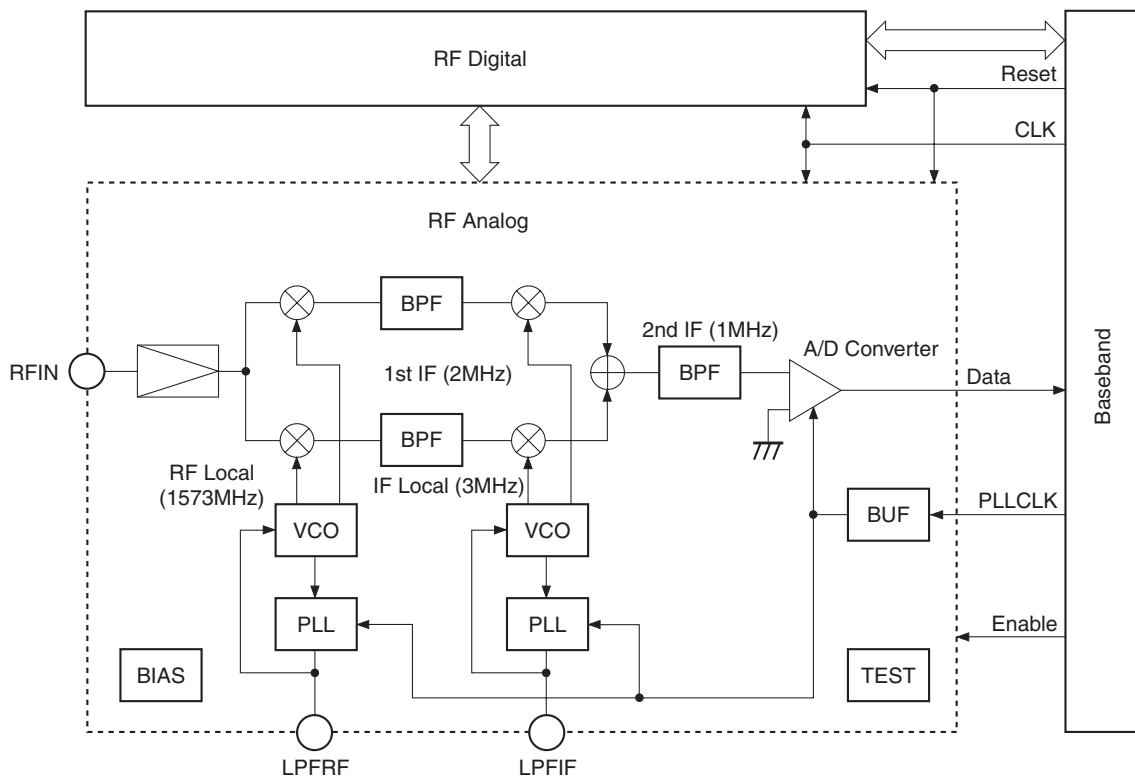 RF Digital
Reset
CLK
Baseband
RF Analog
BPF
2nd IF (1MHz)
A/D Converter
RFIN
1st IF (2MHz)
BPF
Data
BPF
RF Local
(1573MHz)
IF Local (3MHz)
VCO
VCO
BUF
PLLCLK
PLL
PLL
Enable
BIAS
TEST
LPFRF
LPFIF